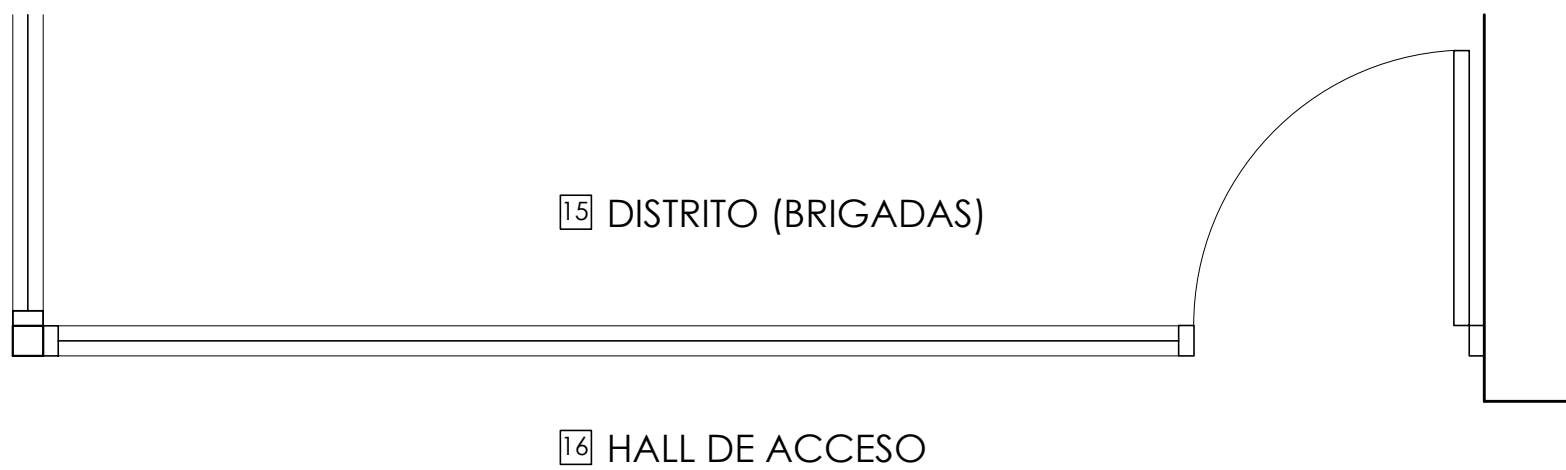 15 DISTRITO (BRIGADAS)
16 HALL DE ACCESO